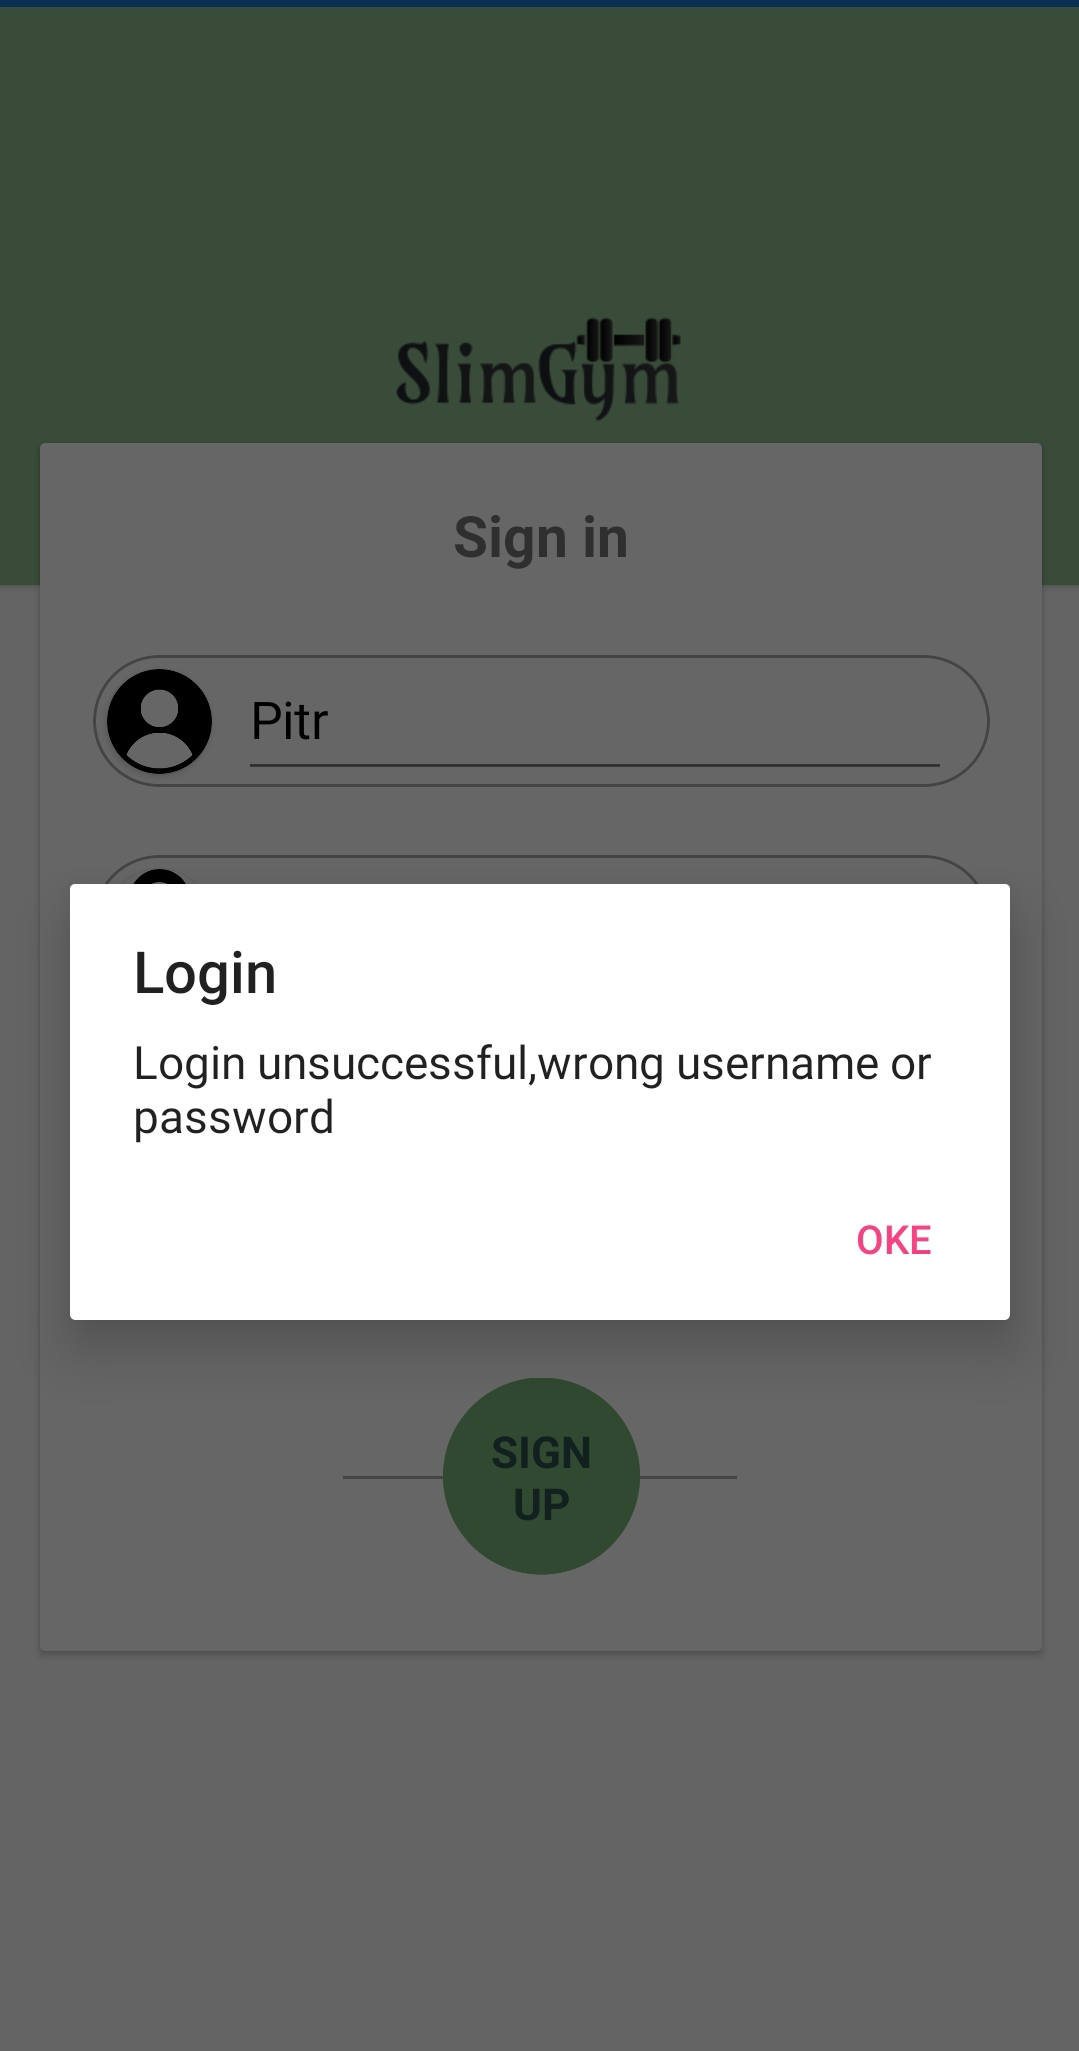 SlimGym
Sign in
Pitr
Login
Login unsuccessful,wrong username or
password
OKE
SIGN
UP